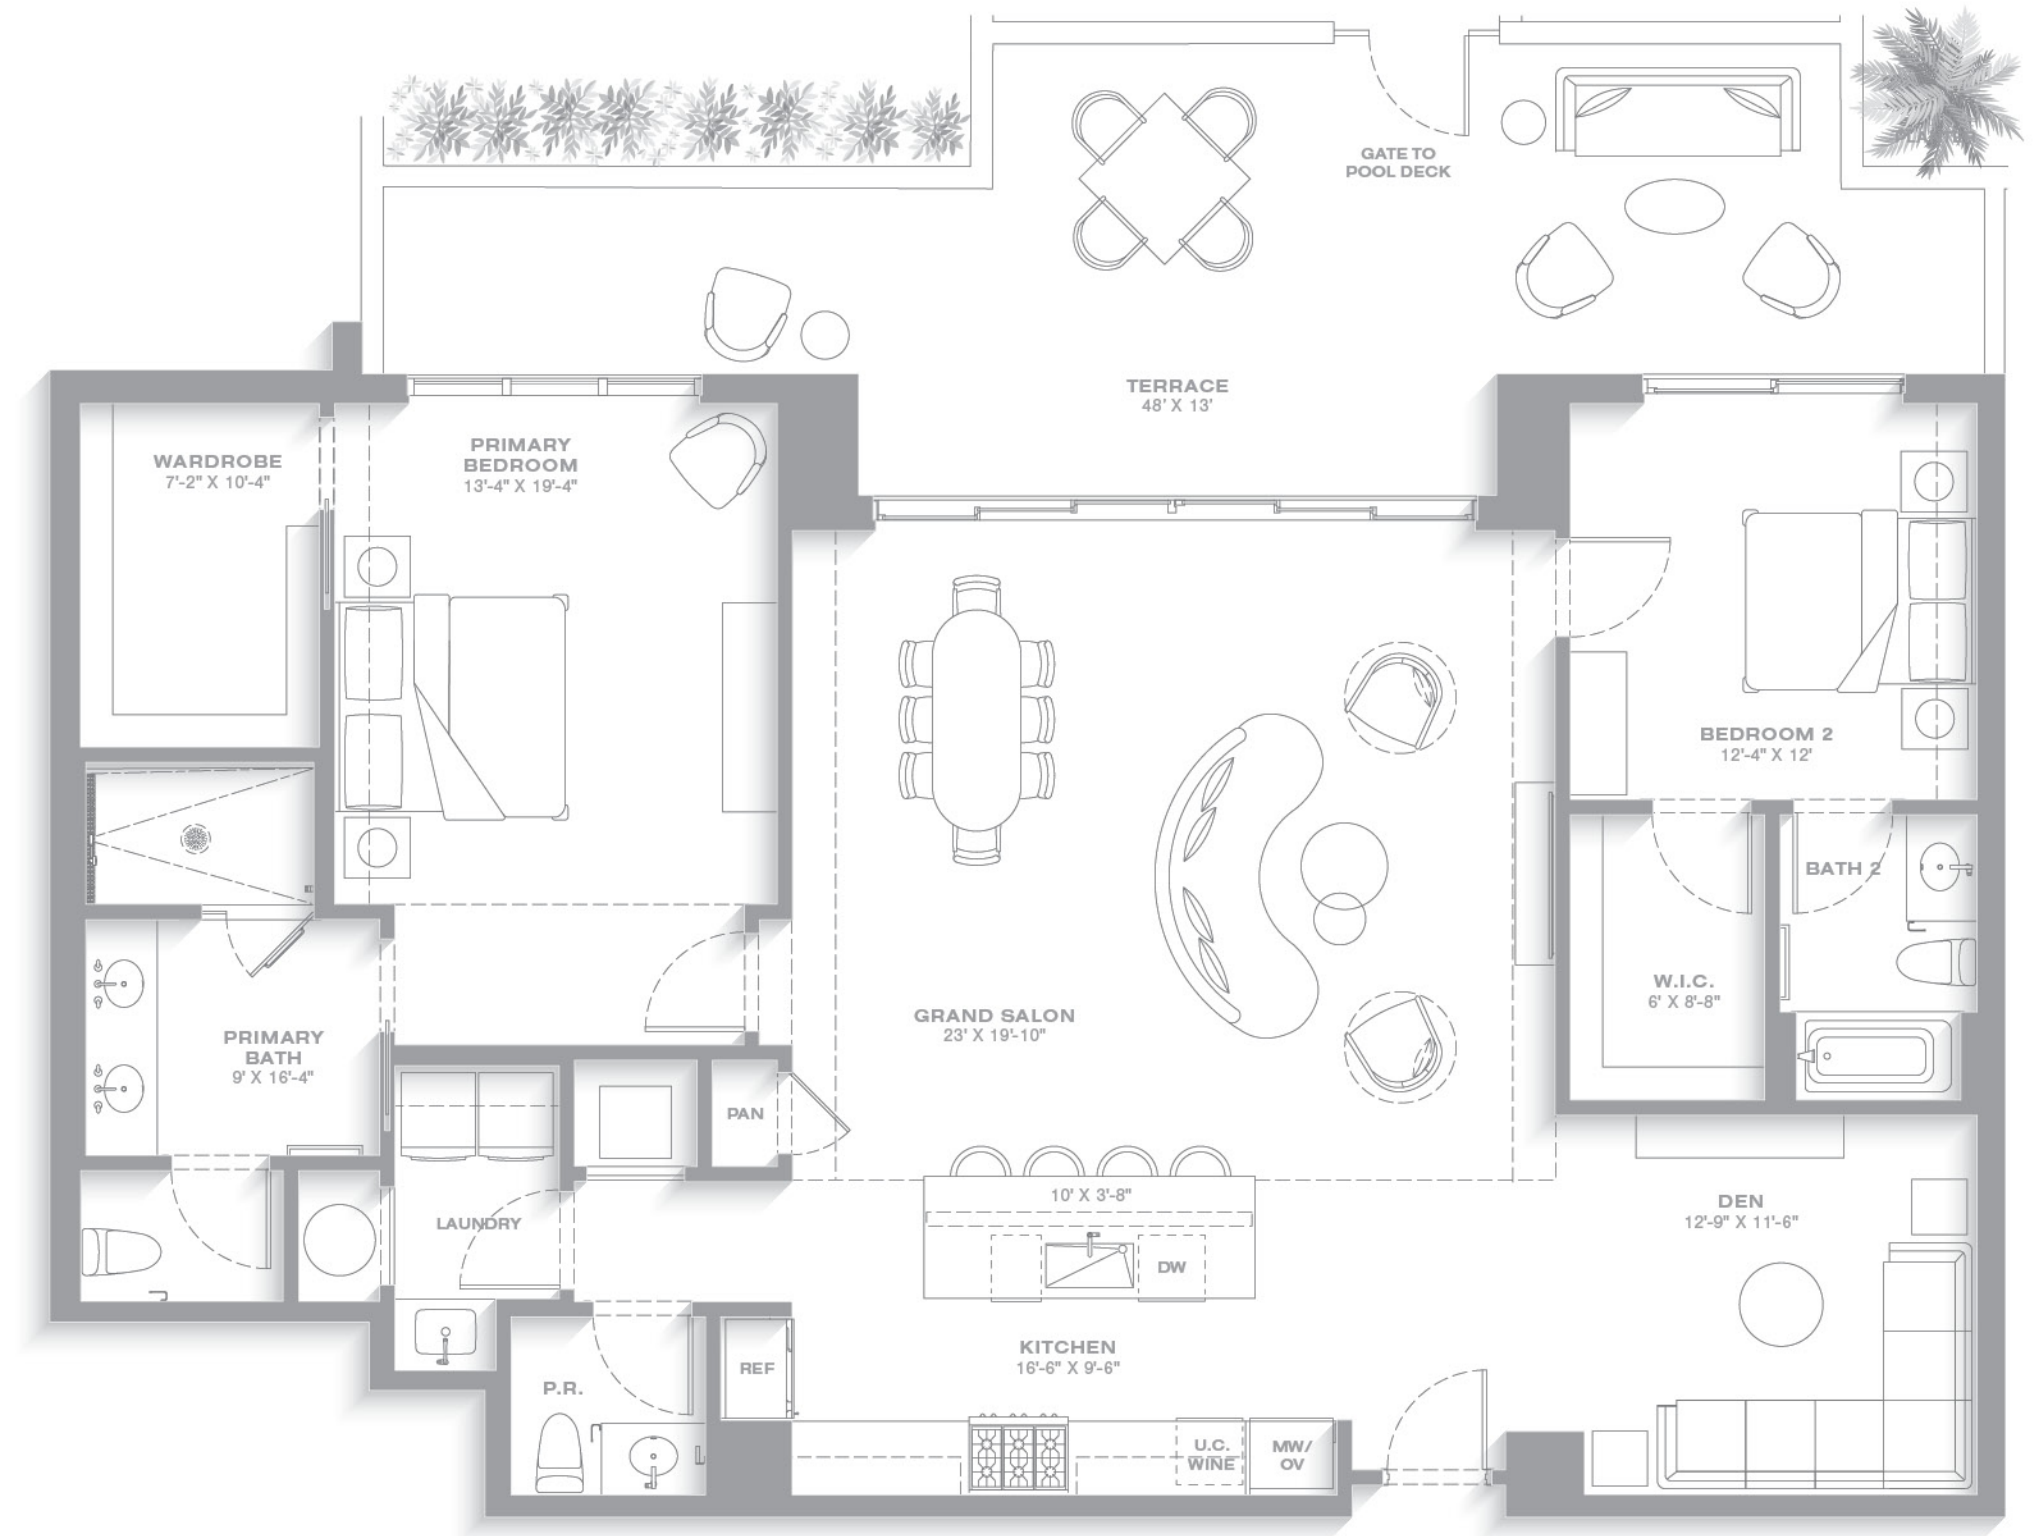 GATE TO
POOL DECK
TERRACE
48' X 13'
WARDROBE
7'-2" X 10'-4"
PRIMARY
BEDROOM
13'-4" X 19'-4"
BEDROOM 2
12'-4" X 12'
BATH 2
W.I.C.
6' X 8'-8"
GRAND SALON
23' X 19'-10"
PRIMARY
BATH
9' X 16'-4"
PAN
LAUNDRY
10' X 3'-8"
DW
DEN
12'-9" X 11'-6"
KITCHEN
16'-6" X 9'-6"
REF
P.R.
U.C.
WINE
MW/
OV